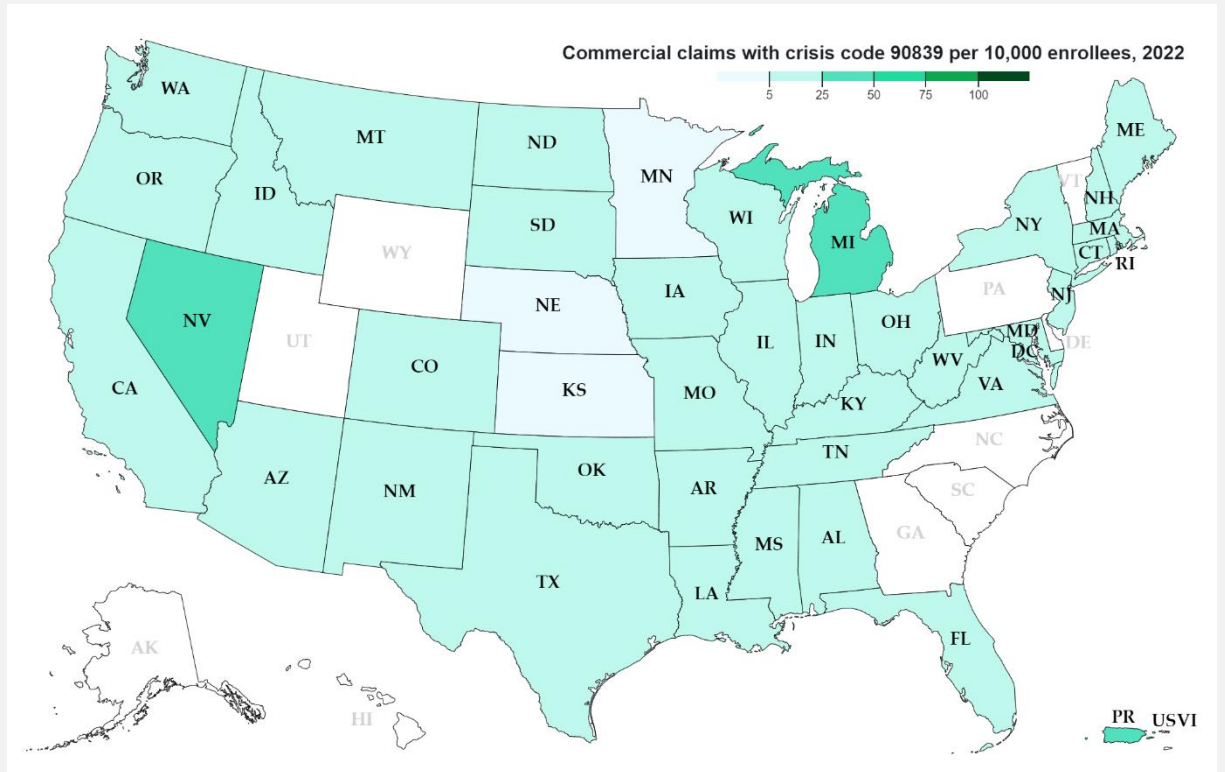 Commercial claims with crisis code 90839 per 10,000 enrollees, 2022
5 25 50 75 100
WA
MT
ND
MN
ME
OR
ID
SD
WI
MI
VT
NH
NY
MA
CT
RI
WY
NE
IA
PA
NJ
NV
UT
CO
KS
IL
IN
OH
MD
DE
DC
WV
VA
CA
MO
KY
NC
AZ
NM
OK
AR
TN
SC
MS
AL
GA
TX
LA
FL
AK
HI
PR
USVI